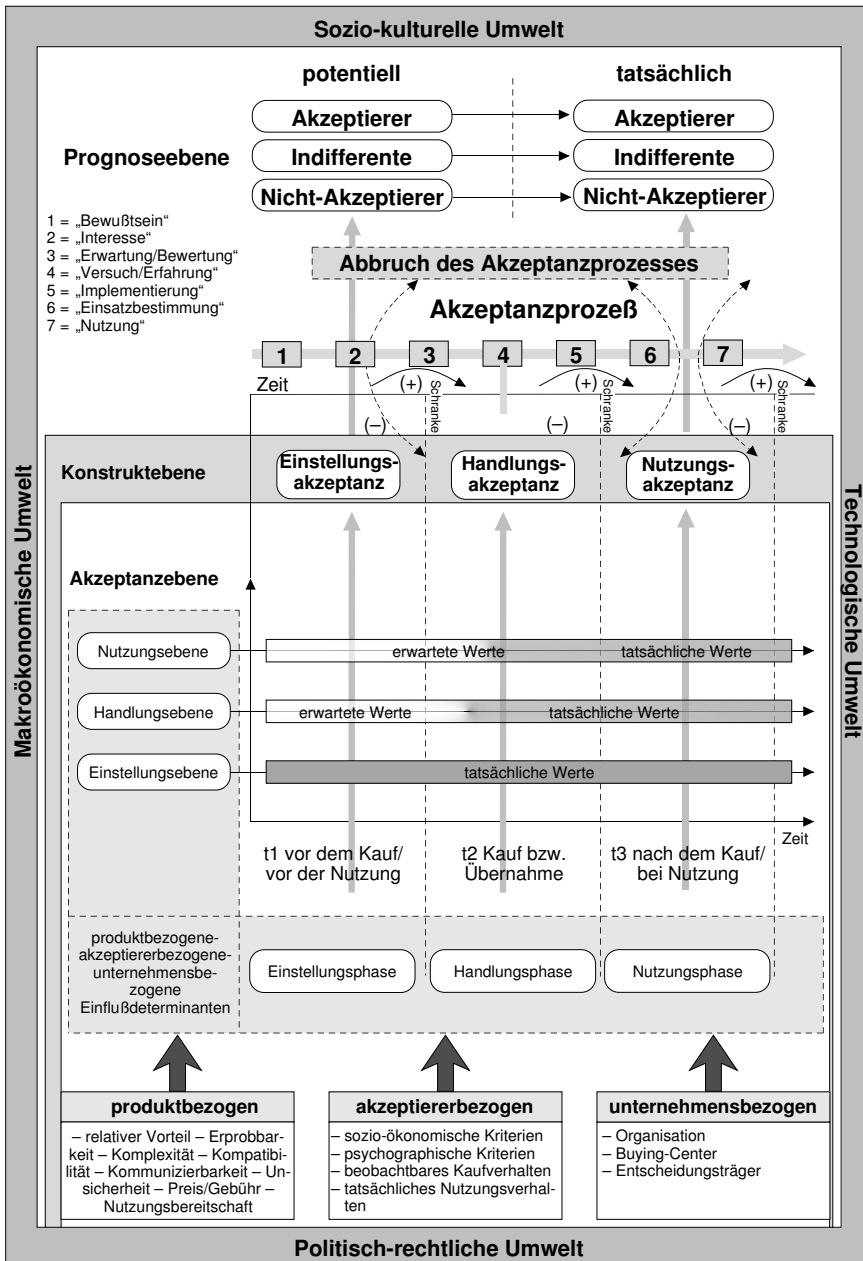 Sozio-kulturelle Umwelt
potentiell
tatsächlich
Akzeptierer
Akzeptierer
Prognoseebene
Indifferente
Indifferente
Nicht-Akzeptierer
Nicht-Akzeptierer
1 = „Bewußtsein“
2 = „Interesse“
3 = „Erwartung/Bewertung“
4 = „Versuch/Erfahrung“
5 = „Implementierung“
6 = „Einsatzbestimmung“
7 = „Nutzung“
Abbruch des Akzeptanzprozesses
Akzeptanzprozeß
1
2
3
4
5
6
7
Zeit
(+)
Schranke
(+)
Schranke
(+)
Schranke
(–)
(–)
(–)
Konstruktebene
Einstellungs-
akzeptanz
Handlungs-
akzeptanz
Nutzungs-
akzeptanz
Makroökonomische Umwelt
Technologische Umwelt
Akzeptanzebene
Nutzungsebene
erwartete Werte
tatsächliche Werte
Handlungsebene
erwartete Werte
tatsächliche Werte
Einstellungsebene
tatsächliche Werte
Zeit
t1 vor dem Kauf/
vor der Nutzung
t2 Kauf bzw.
Übernahme
t3 nach dem Kauf/
bei Nutzung
produktbezogene-
akzeptiererbezogene-
unternehmensbe-
zogene
Einflußdeterminanten
Einstellungsphase
Handlungsphase
Nutzungsphase
produktbezogen
– relativer Vorteil – Erprobbar-
keit – Komplexität – Kompatibi-
lität – Kommunizierbarkeit – Un-
sicherheit – Preis/Gebühr –
Nutzungsbereitschaft
akzeptiererbezogen
– sozio-ökonomische Kriterien
– psychographische Kriterien
– beobachtbares Kaufverhalten
– tatsächliches Nutzungsverhal-
ten
unternehmensbezogen
– Organisation
– Buying-Center
– Entscheidungsträger
Politisch-rechtliche Umwelt